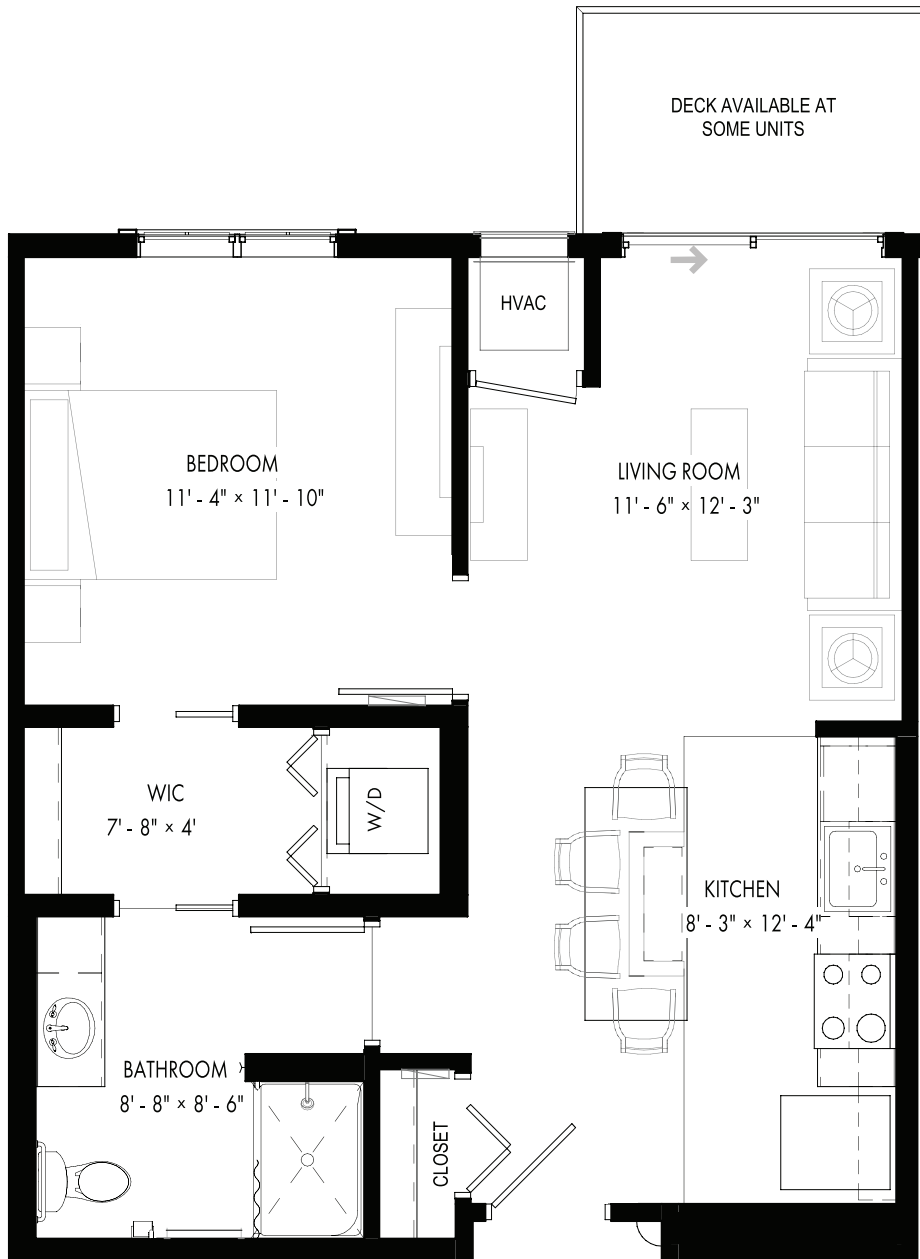 DECK AVAILABLE AT
SOME UNITS
HVAC
BEDROOM
11' - 4" × 11' - 10"
LIVING ROOM
11' - 6" × 12' - 3"
WIC
7' - 8" × 4'
W/D
KITCHEN
8' - 3" × 12' - 4"
BATHROOM
8' - 8" × 8' - 6"
CLOSET